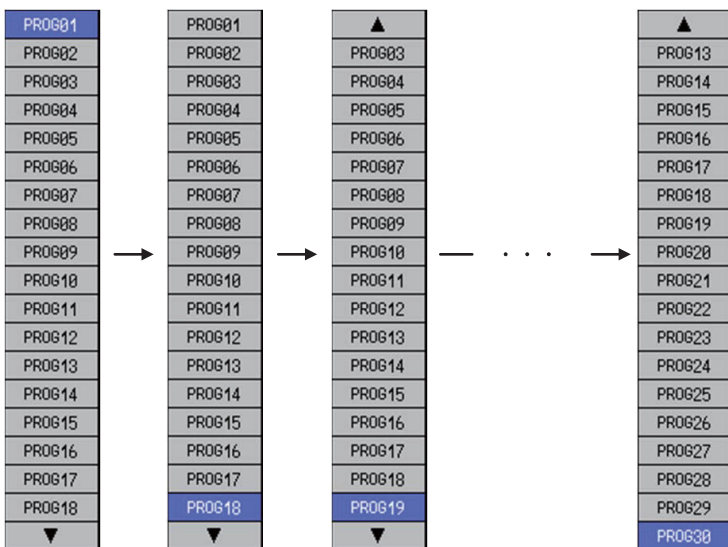 PROG01
PROG02
PROG03
PROG04
PROG05
PROG06
PROG07
PROG08
PROG09
PROG10
PROG11
PROG12
PROG13
PROG14
PROG15
PROG16
PROG17
PROG18
▼
PROG01
PROG02
PROG03
PROG04
PROG05
PROG06
PROG07
PROG08
PROG09
PROG10
PROG11
PROG12
PROG13
PROG14
PROG15
PROG16
PROG17
PROG18
▼
▲
PROG03
PROG04
PROG05
PROG06
PROG07
PROG08
PROG09
PROG10
PROG11
PROG12
PROG13
PROG14
PROG15
PROG16
PROG17
PROG18
PROG19
▼
▲
PROG13
PROG14
PROG15
PROG16
PROG17
PROG18
PROG19
PROG20
PROG21
PROG22
PROG23
PROG24
PROG25
PROG26
PROG27
PROG28
PROG29
PROG30